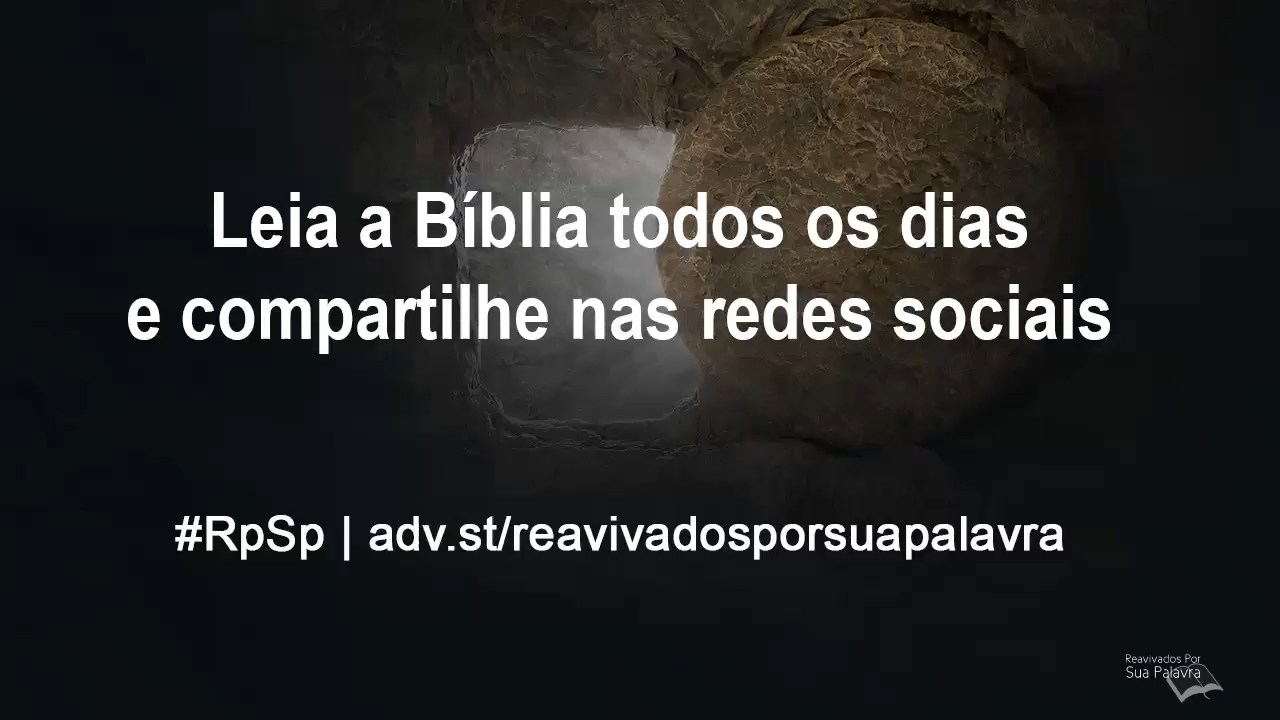 Leia a Bíblia todos os dias
e compartilhe nas redes sociais
#RpSp | adv.st/reavivadosporsuapalavra
Reavivados Por
Sua Palavra